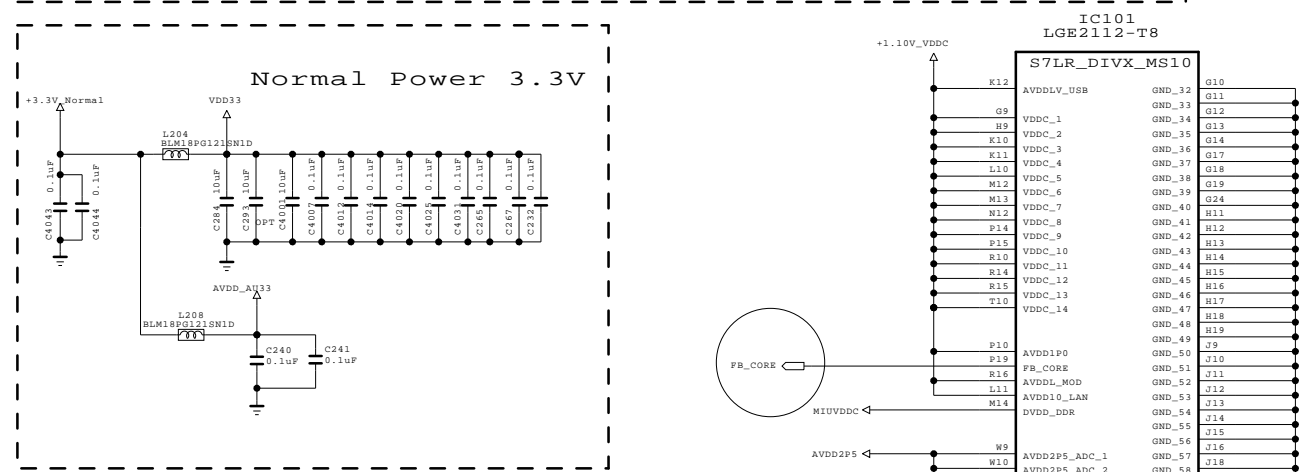 Normal Power 3.3V
+3.3V_Normal
VDD33
L204
BLM18PG121SN1D
C4043 0.1uF
C4044 0.1uF
C284 10uF
C293 10uF
OPT
C4001 10uF
C4007 0.1uF
C4012 0.1uF
C4014 0.1uF
C4020 0.1uF
C4025 0.1uF
C4031 0.1uF
C265 0.1uF
C267 0.1uF
C232 0.1uF
AVDD_AU33
L208
BLM18PG121SN1D
C240
0.1uF
C241
0.1uF
IC101
LGE2112-T8
+1.10V_VDDC
S7LR_DIVX_MS10
K12 AVDDLV_USB GND_32 G10
GND_33 G11
G9 VDDC_1 GND_34 G12
H9 VDDC_2 GND_35 G13
K10 VDDC_3 GND_36 G14
K11 VDDC_4 GND_37 G17
L10 VDDC_5 GND_38 G18
M12 VDDC_6 GND_39 G19
M13 VDDC_7 GND_40 G24
N12 VDDC_8 GND_41 H11
P14 VDDC_9 GND_42 H12
P15 VDDC_10 GND_43 H13
R10 VDDC_11 GND_44 H14
R14 VDDC_12 GND_45 H15
R15 VDDC_13 GND_46 H16
T10 VDDC_14 GND_47 H17
GND_48 H18
GND_49 H19
P10 AVDD1P0 GND_50 J9
FB_CORE P19 FB_CORE GND_51 J10
R16 AVDDL_MOD GND_52 J11
L11 AVDD10_LAN GND_53 J12
MIUVDDC M14 DVDD_DDR GND_54 J13
GND_55 J14
GND_56 J15
AVDD2P5 W9 AVDD2P5_ADC_1 GND_57 J16
W10 AVDD2P5_ADC_2 GND_58 J18